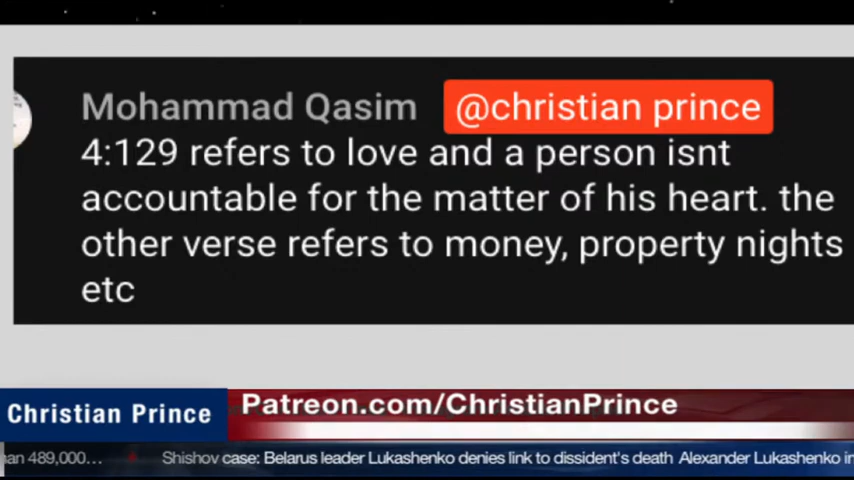 Mohammad Qasim @christian prince
4:129 refers to love and a person isnt
accountable for the matter of his heart. the
other verse refers to money, property nights
etc
Christian Prince
Patreon.com/ChristianPrince
489,000... Shishov case: Belarus leader Lukashenko denies link to dissident's death Alexander Lukashenko